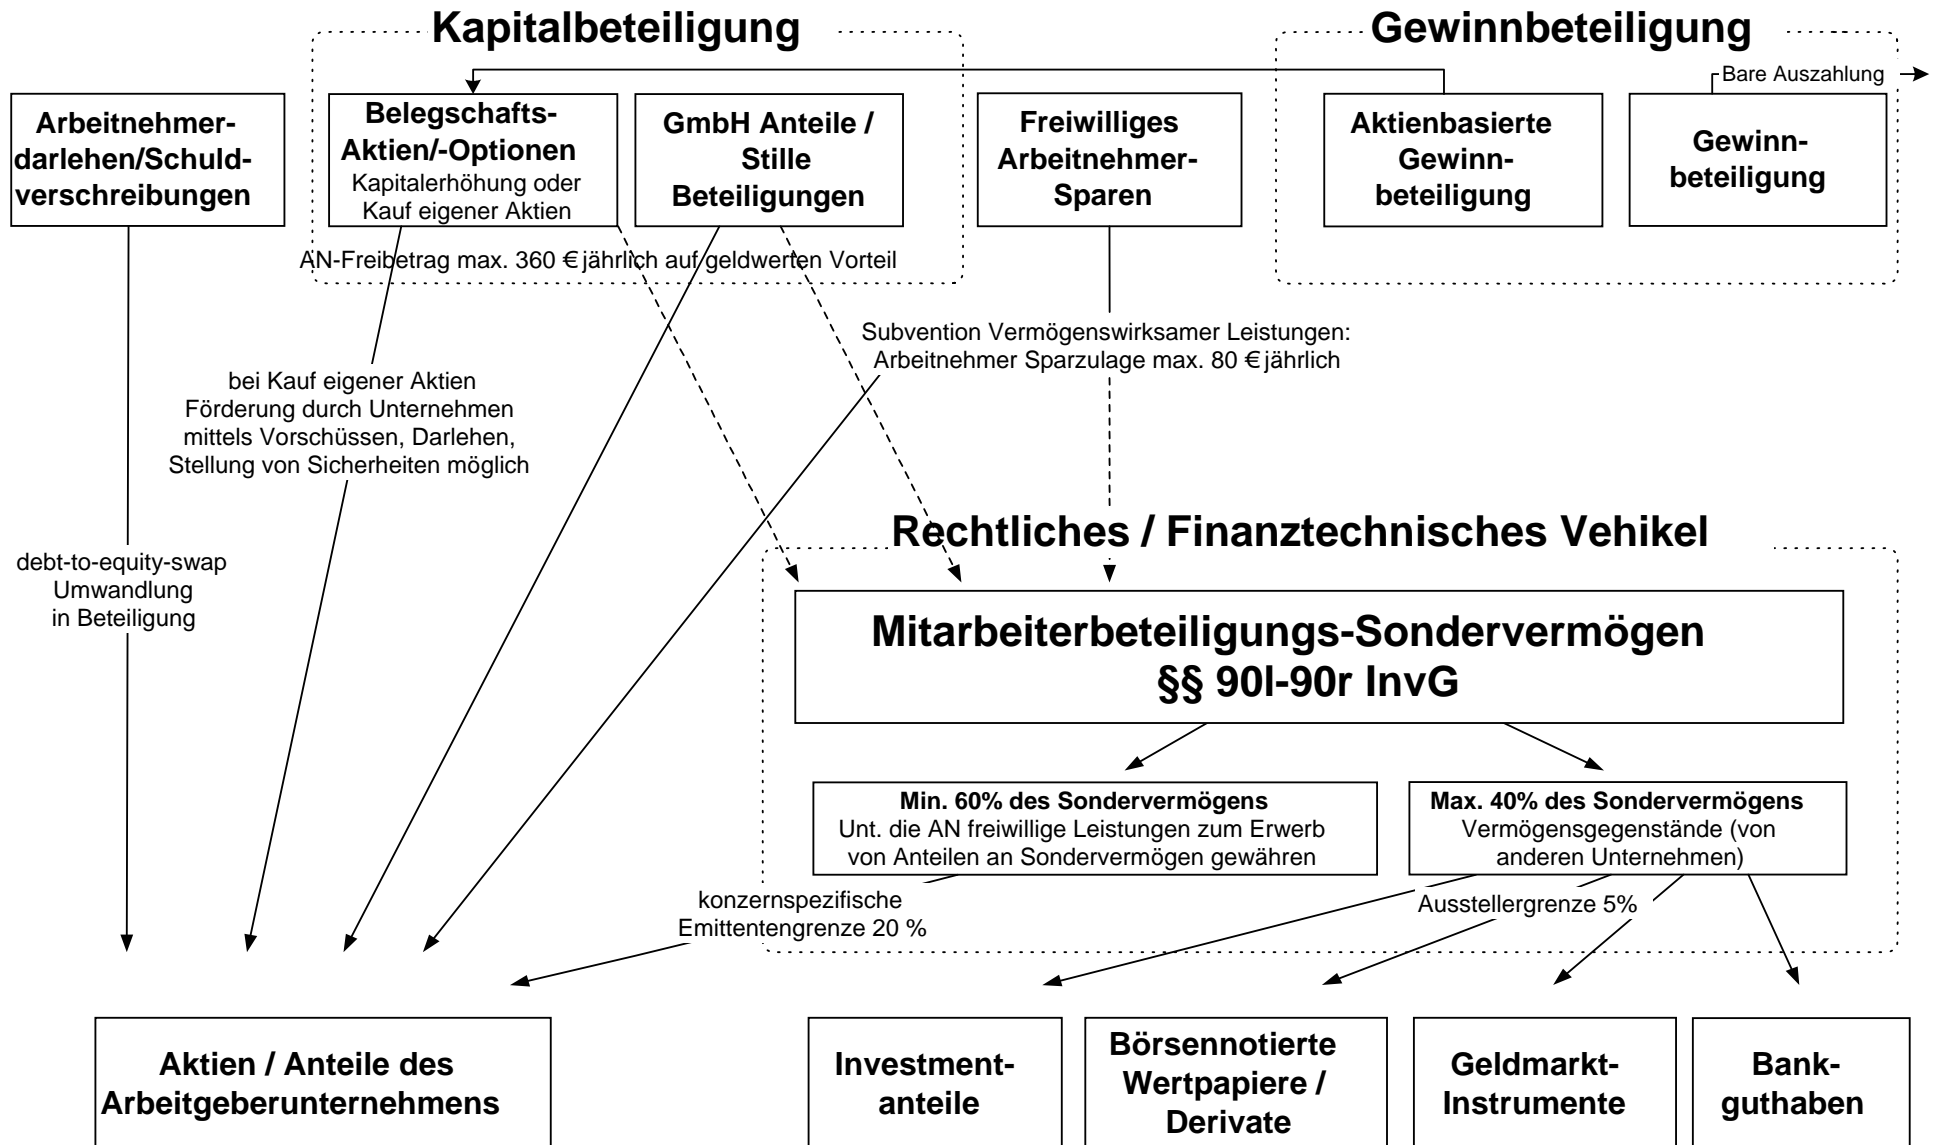 Kapitalbeteiligung
Gewinnbeteiligung
Bare Auszahlung
Arbeitnehmer-
darlehen/Schuld-
verschreibungen
Belegschafts-
Aktien/-Optionen
Kapitalerhöhung oder
Kauf eigener Aktien
GmbH Anteile /
Stille
Beteiligungen
Freiwilliges
Arbeitnehmer-
Sparen
Aktienbasierte
Gewinn-
beteiligung
Gewinn-
beteiligung
AN-Freibetrag max. 360 € jährlich auf geldwerten Vorteil
Subvention Vermögenswirksamer Leistungen:
Arbeitnehmer Sparzulage max. 80 € jährlich
bei Kauf eigener Aktien
Förderung durch Unternehmen
mittels Vorschüssen, Darlehen,
Stellung von Sicherheiten möglich
debt-to-equity-swap
Umwandlung
in Beteiligung
Rechtliches / Finanztechnisches Vehikel
Mitarbeiterbeteiligungs-Sondervermögen
§§ 90l-90r InvG
Min. 60% des Sondervermögens
Unt. die AN freiwillige Leistungen zum Erwerb
von Anteilen an Sondervermögen gewähren
Max. 40% des Sondervermögens
Vermögensgegenstände (von
anderen Unternehmen)
konzernspezifische
Emittentengrenze 20 %
Ausstellergrenze 5%
Aktien / Anteile des
Arbeitgeberunternehmens
Investment-
anteile
Börsennotierte
Wertpapiere /
Derivate
Geldmarkt-
Instrumente
Bank-
guthaben